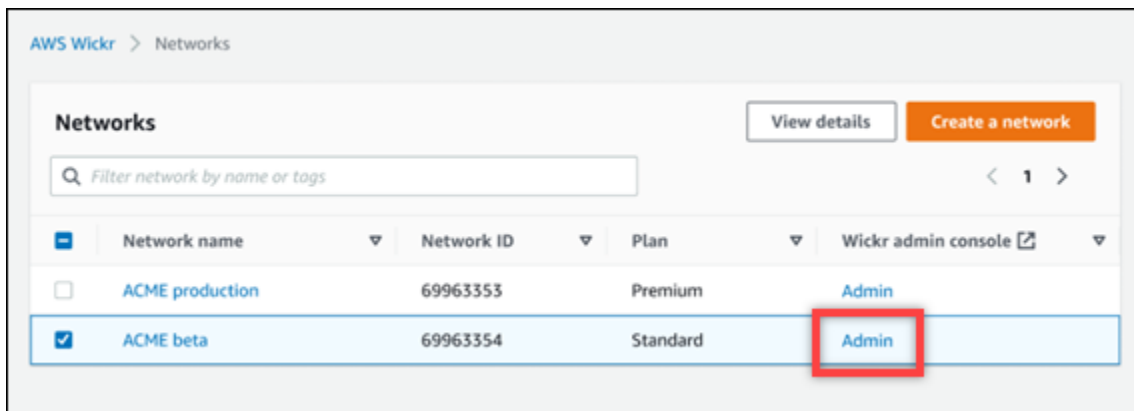 AWS Wickr > Networks
Networks View details Create a network
Filter network by name or tags < 1 >
Network name Network ID Plan Wickr admin console
ACME production 69963353 Premium Admin
ACME beta 69963354 Standard Admin